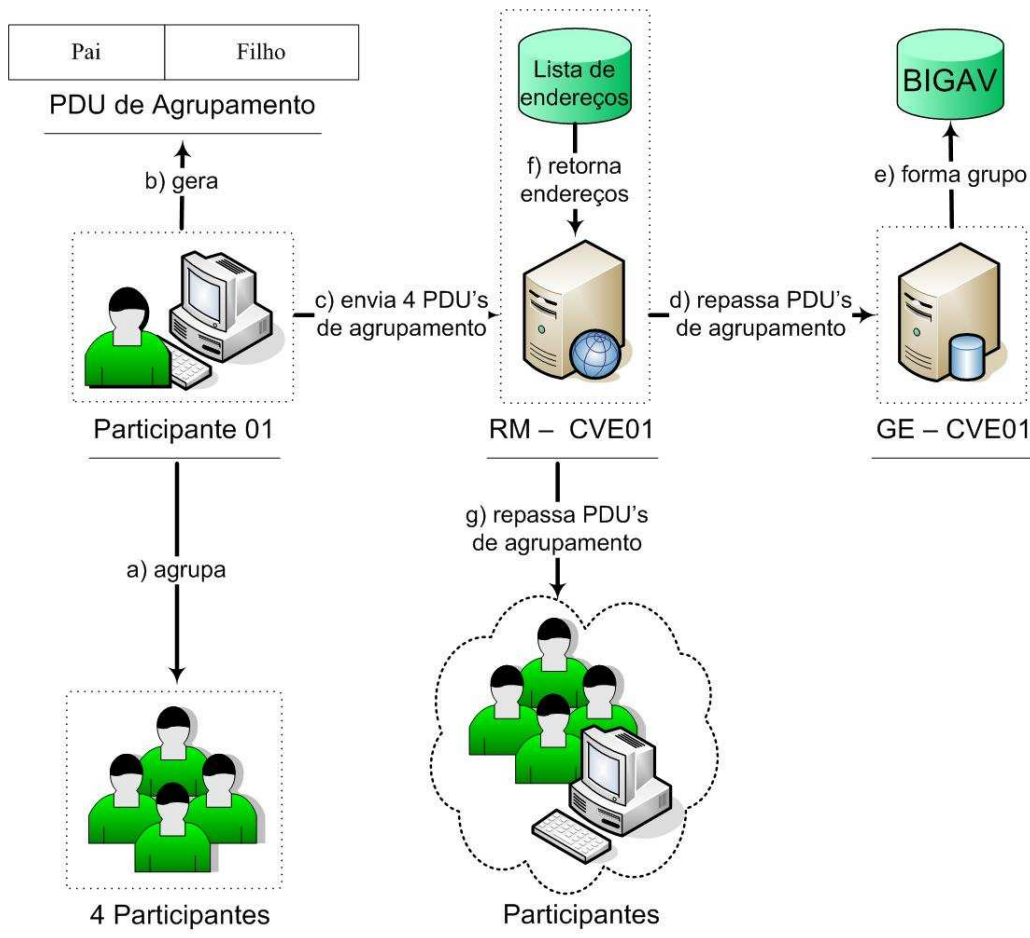 Pai
Filho
PDU de Agrupamento
Lista de
endereços
BIGAV
b) gera
f) retorna
endereços
e) forma grupo
c) envia 4 PDU's
de agrupamento
d) repassa PDU's
de agrupamento
Participante 01
RM – CVE01
GE – CVE01
a) agrupa
g) repassa PDU's
de agrupamento
4 Participantes
Participantes